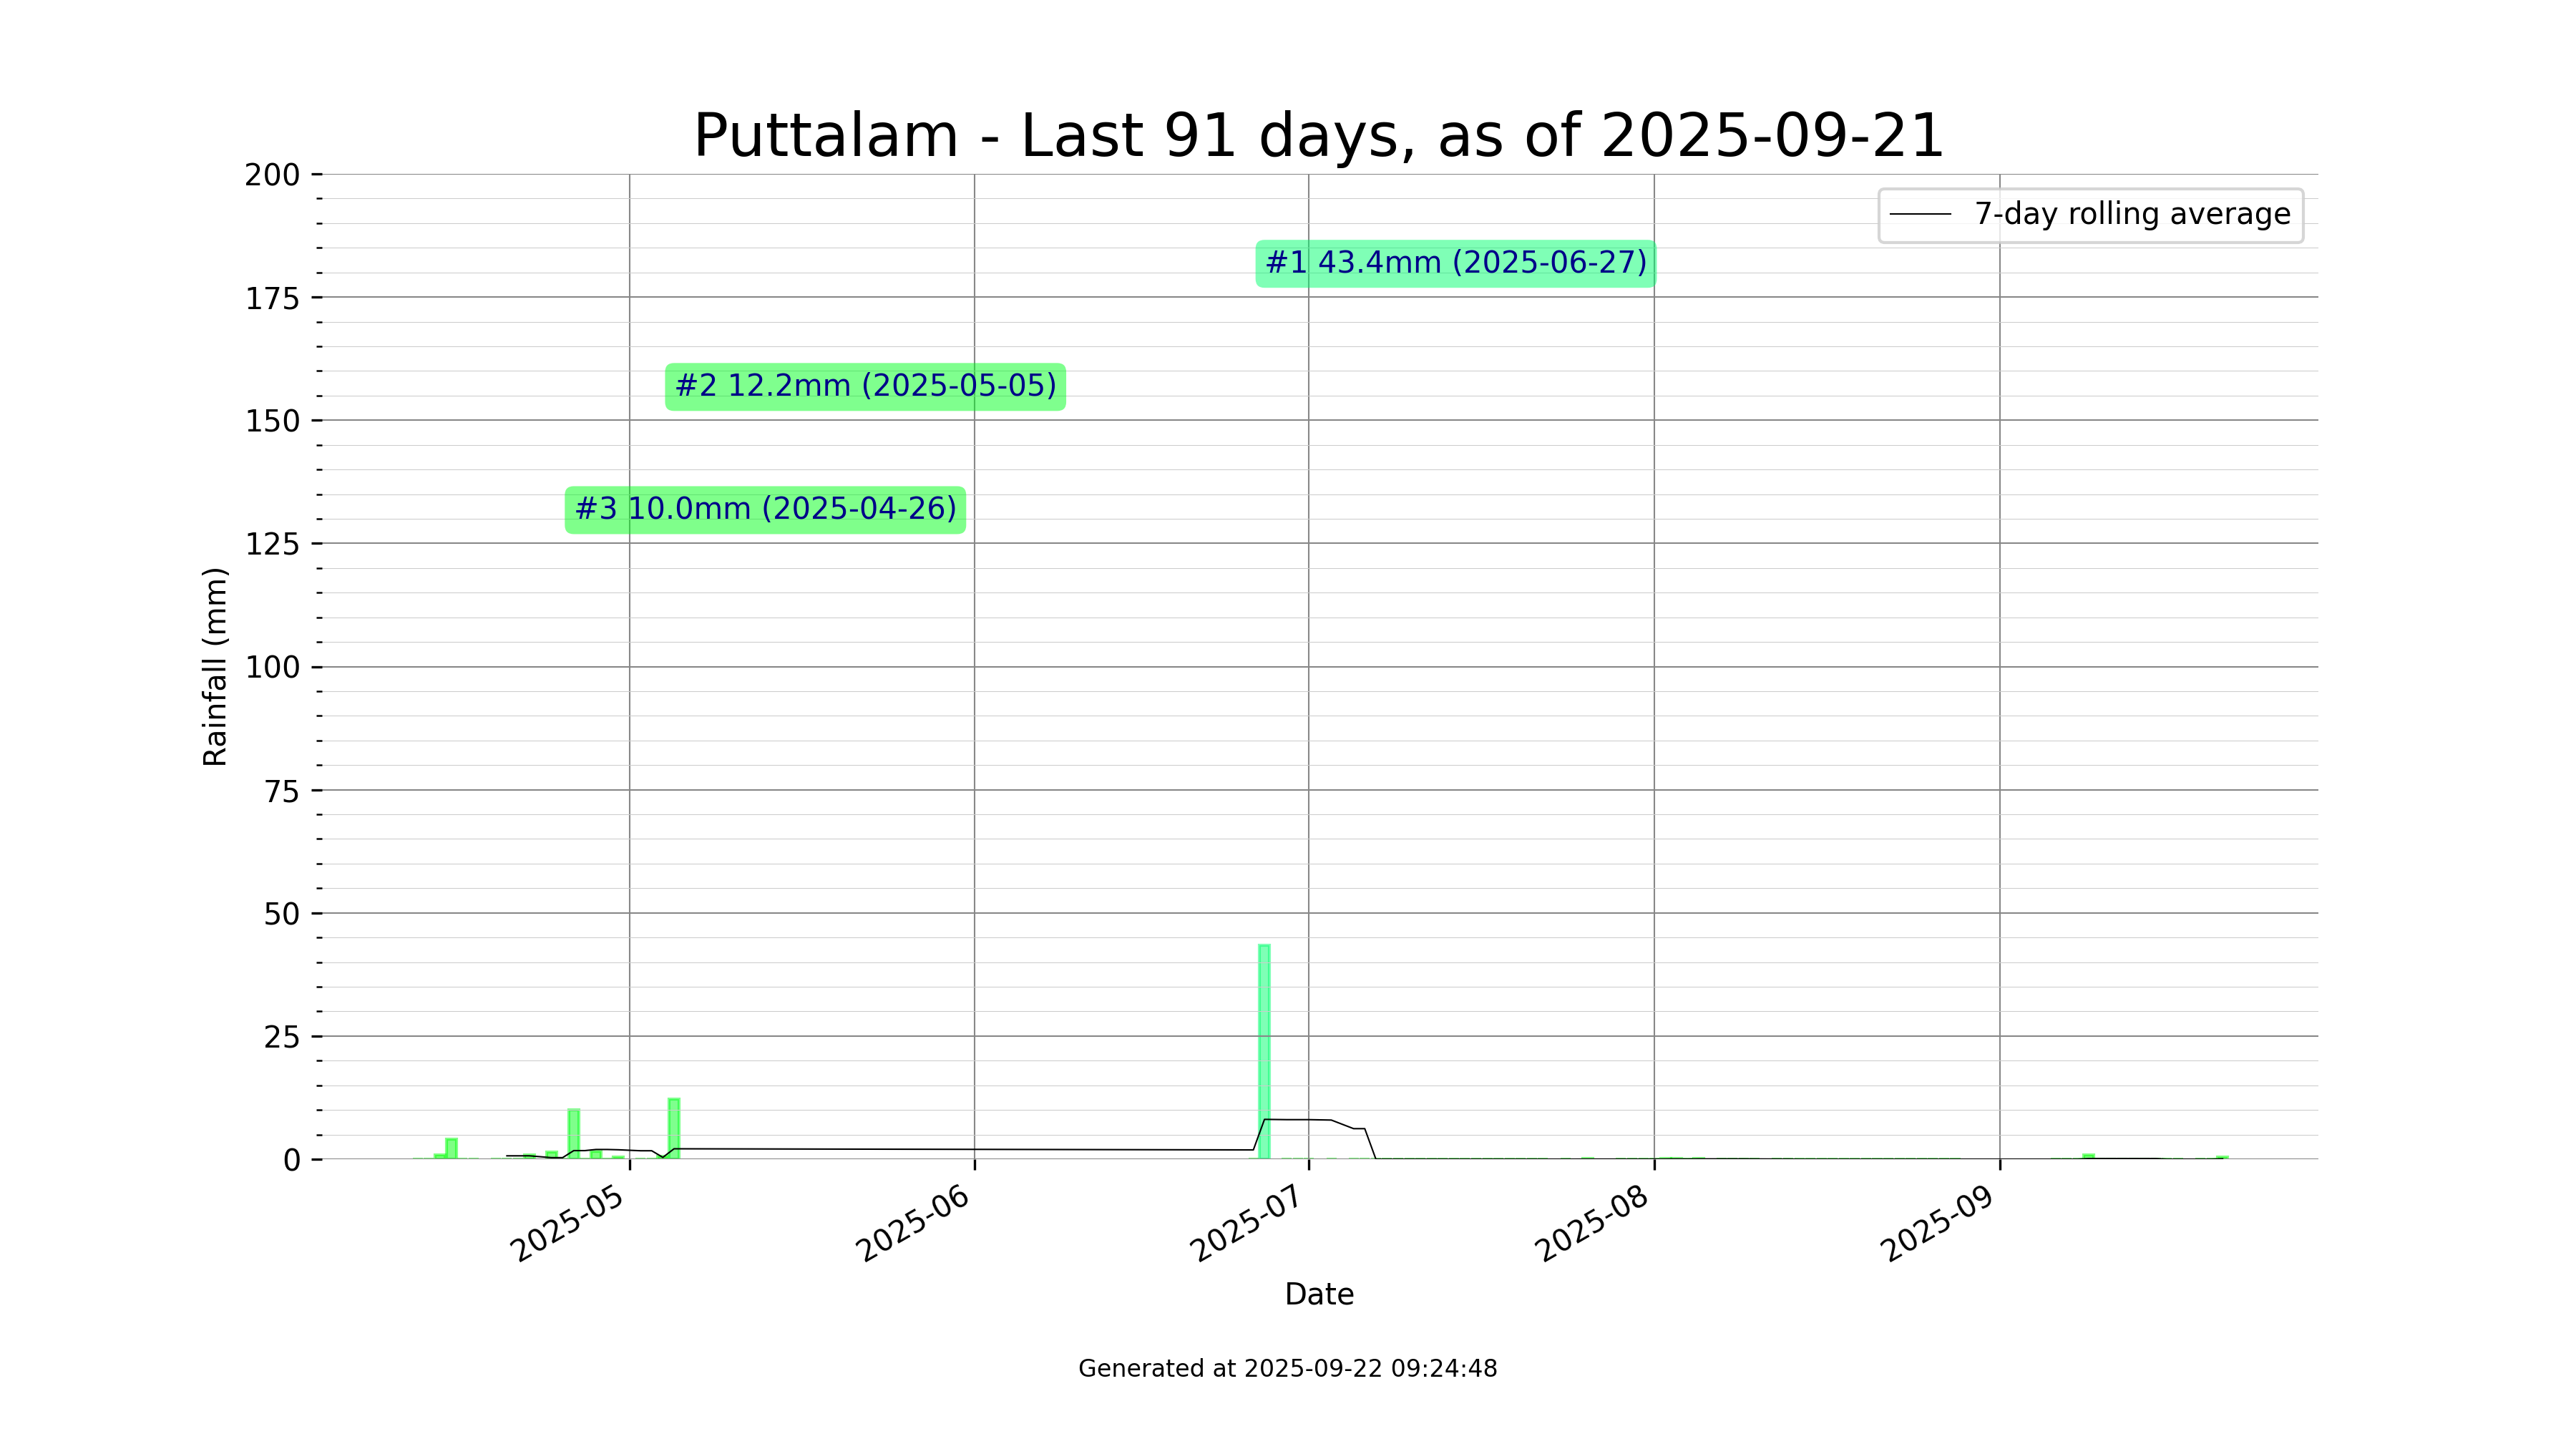 Puttalam - Last 91 days, as of 2025-09-21
200
175
150
125
100
75
50
25
0
Rainfall (mm)
7-day rolling average
#1 43.4mm (2025-06-27)
#2 12.2mm (2025-05-05)
#3 10.0mm (2025-04-26)
2025-05
2025-06
2025-07
2025-08
2025-09
Date
Generated at 2025-09-22 09:24:48